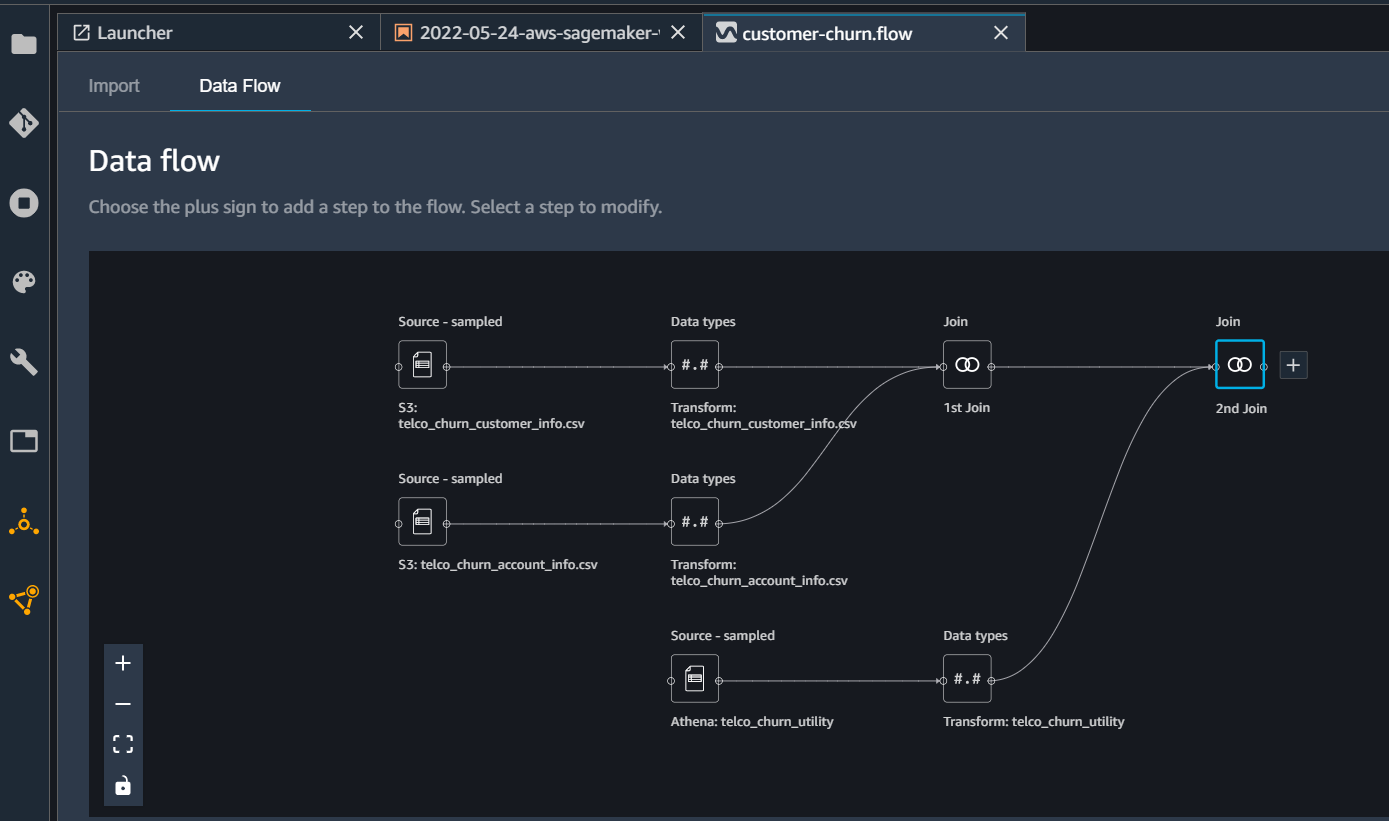 Launcher
2022-05-24-aws-sagemaker-
customer-churn.flow
Import
Data Flow
Data flow
Choose the plus sign to add a step to the flow. Select a step to modify.
Source - sampled
Data types
Join
Join
#.#
S3:
telco_churn_customer_info.csv
Transform:
telco_churn_customer_info.csv
1st Join
2nd Join
Source - sampled
Data types
#.#
S3: telco_churn_account_info.csv
Transform:
telco_churn_account_info.csv
Source - sampled
Data types
#.#
Athena: telco_churn_utility
Transform: telco_churn_utility